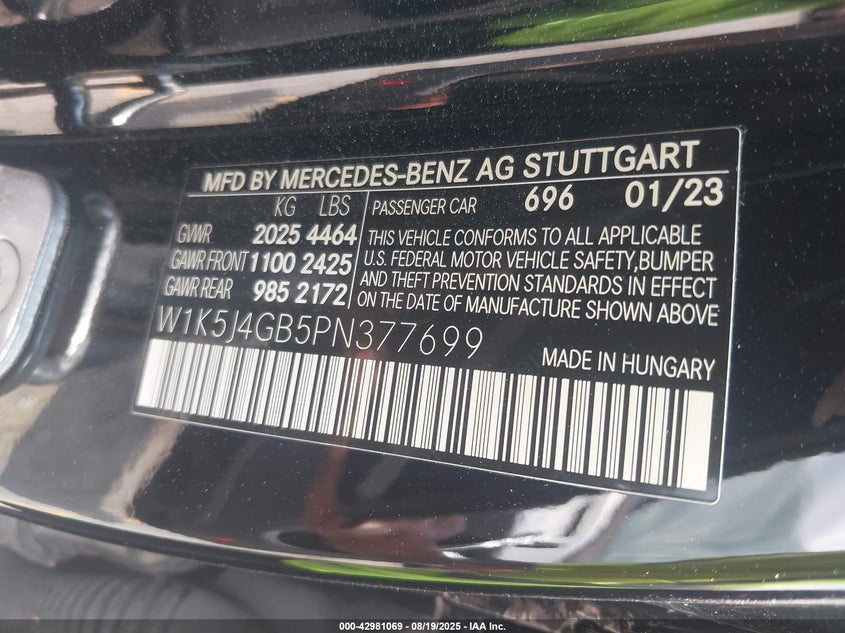 MFD BY MERCEDES-BENZ AG STUTTGART
KG LBS
GVWR 2025 4464
GAWR FRONT 1100 2425
GAWR REAR 985 2172
PASSENGER CAR 696 01/23
THIS VEHICLE CONFORMS TO ALL APPLICABLE
U.S. FEDERAL MOTOR VEHICLE SAFETY,BUMPER
AND THEFT PREVENTION STANDARDS IN EFFECT
ON THE DATE OF MANUFACTURE SHOWN ABOVE
W1K5J4GB5PN377699
MADE IN HUNGARY
000-42981069 - 08/19/2025 - IAA Inc.